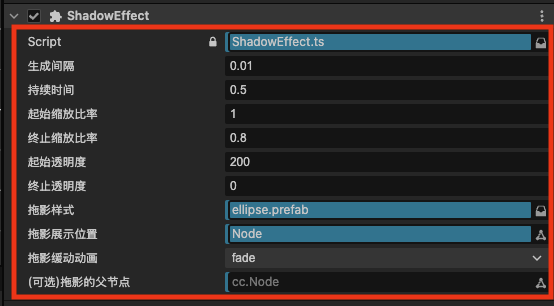 ShadowEffect
Script ShadowEffect.ts
生成间隔 0.01
持续时间 0.5
起始缩放比率 1
终止缩放比率 0.8
起始透明度 200
终止透明度 0
拖影样式 ellipse.prefab
拖影展示位置 Node
拖影缓动动画 fade
(可选)拖影的父节点 cc.Node